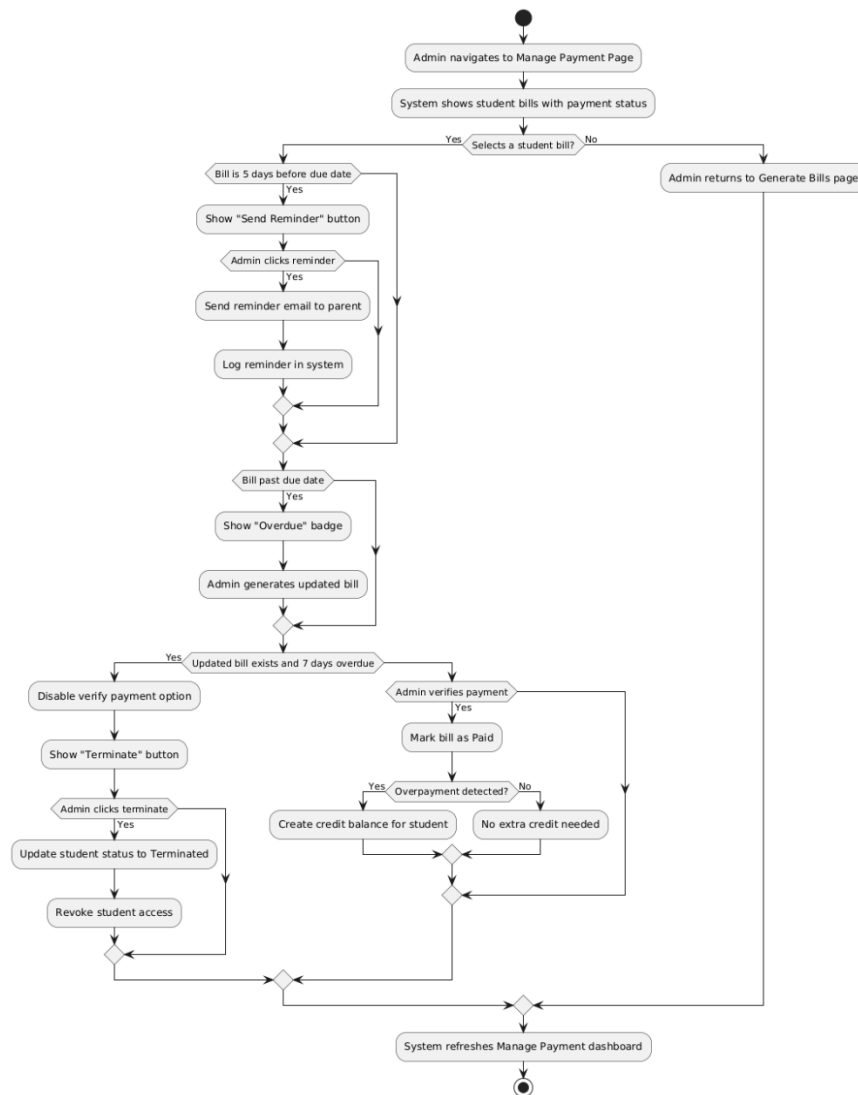 Admin navigates to Manage Payment Page
System shows student bills with payment status
Yes
Selects a student bill?
No
Bill is 5 days before due date
Yes
Admin returns to Generate Bills page
Show "Send Reminder" button
Admin clicks reminder
Yes
Send reminder email to parent
Log reminder in system
Bill past due date
Yes
Show "Overdue" badge
Admin generates updated bill
Yes
Updated bill exists and 7 days overdue
Disable verify payment option
Admin verifies payment
Yes
Show "Terminate" button
Mark bill as Paid
Admin clicks terminate
Yes
Yes
Overpayment detected?
No
Update student status to Terminated
Create credit balance for student
No extra credit needed
Revoke student access
System refreshes Manage Payment dashboard